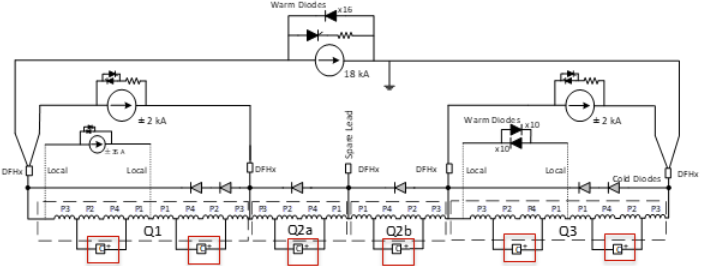 Warm Diodes
x16
18 kA
± 2 kA
± 35 A
DFHx
Local
Local
DFHx
Spare Lead
DFHx
DFHx
Warm Diodes
x10
x10
± 2 kA
Local
Local
DFHx
Cold Diodes
P3 P2 P4 P1 P1 P4 P2 P3 P3 P2 P4 P1 P1 P4 P2 P3 P3 P2 P4 P1 P1 P4 P2 P3
Q1 Q2a Q2b Q3
C + C + C + C + C + C +